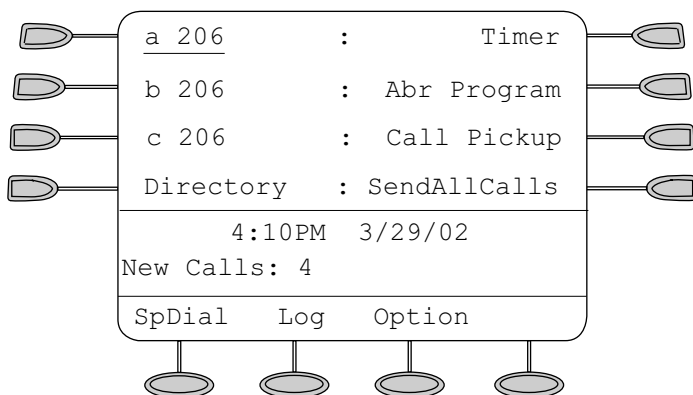 a 206 : Timer
b 206 : Abr Program
c 206 : Call Pickup
Directory : SendAllCalls
4:10PM 3/29/02
New Calls: 4
SpDial Log Option